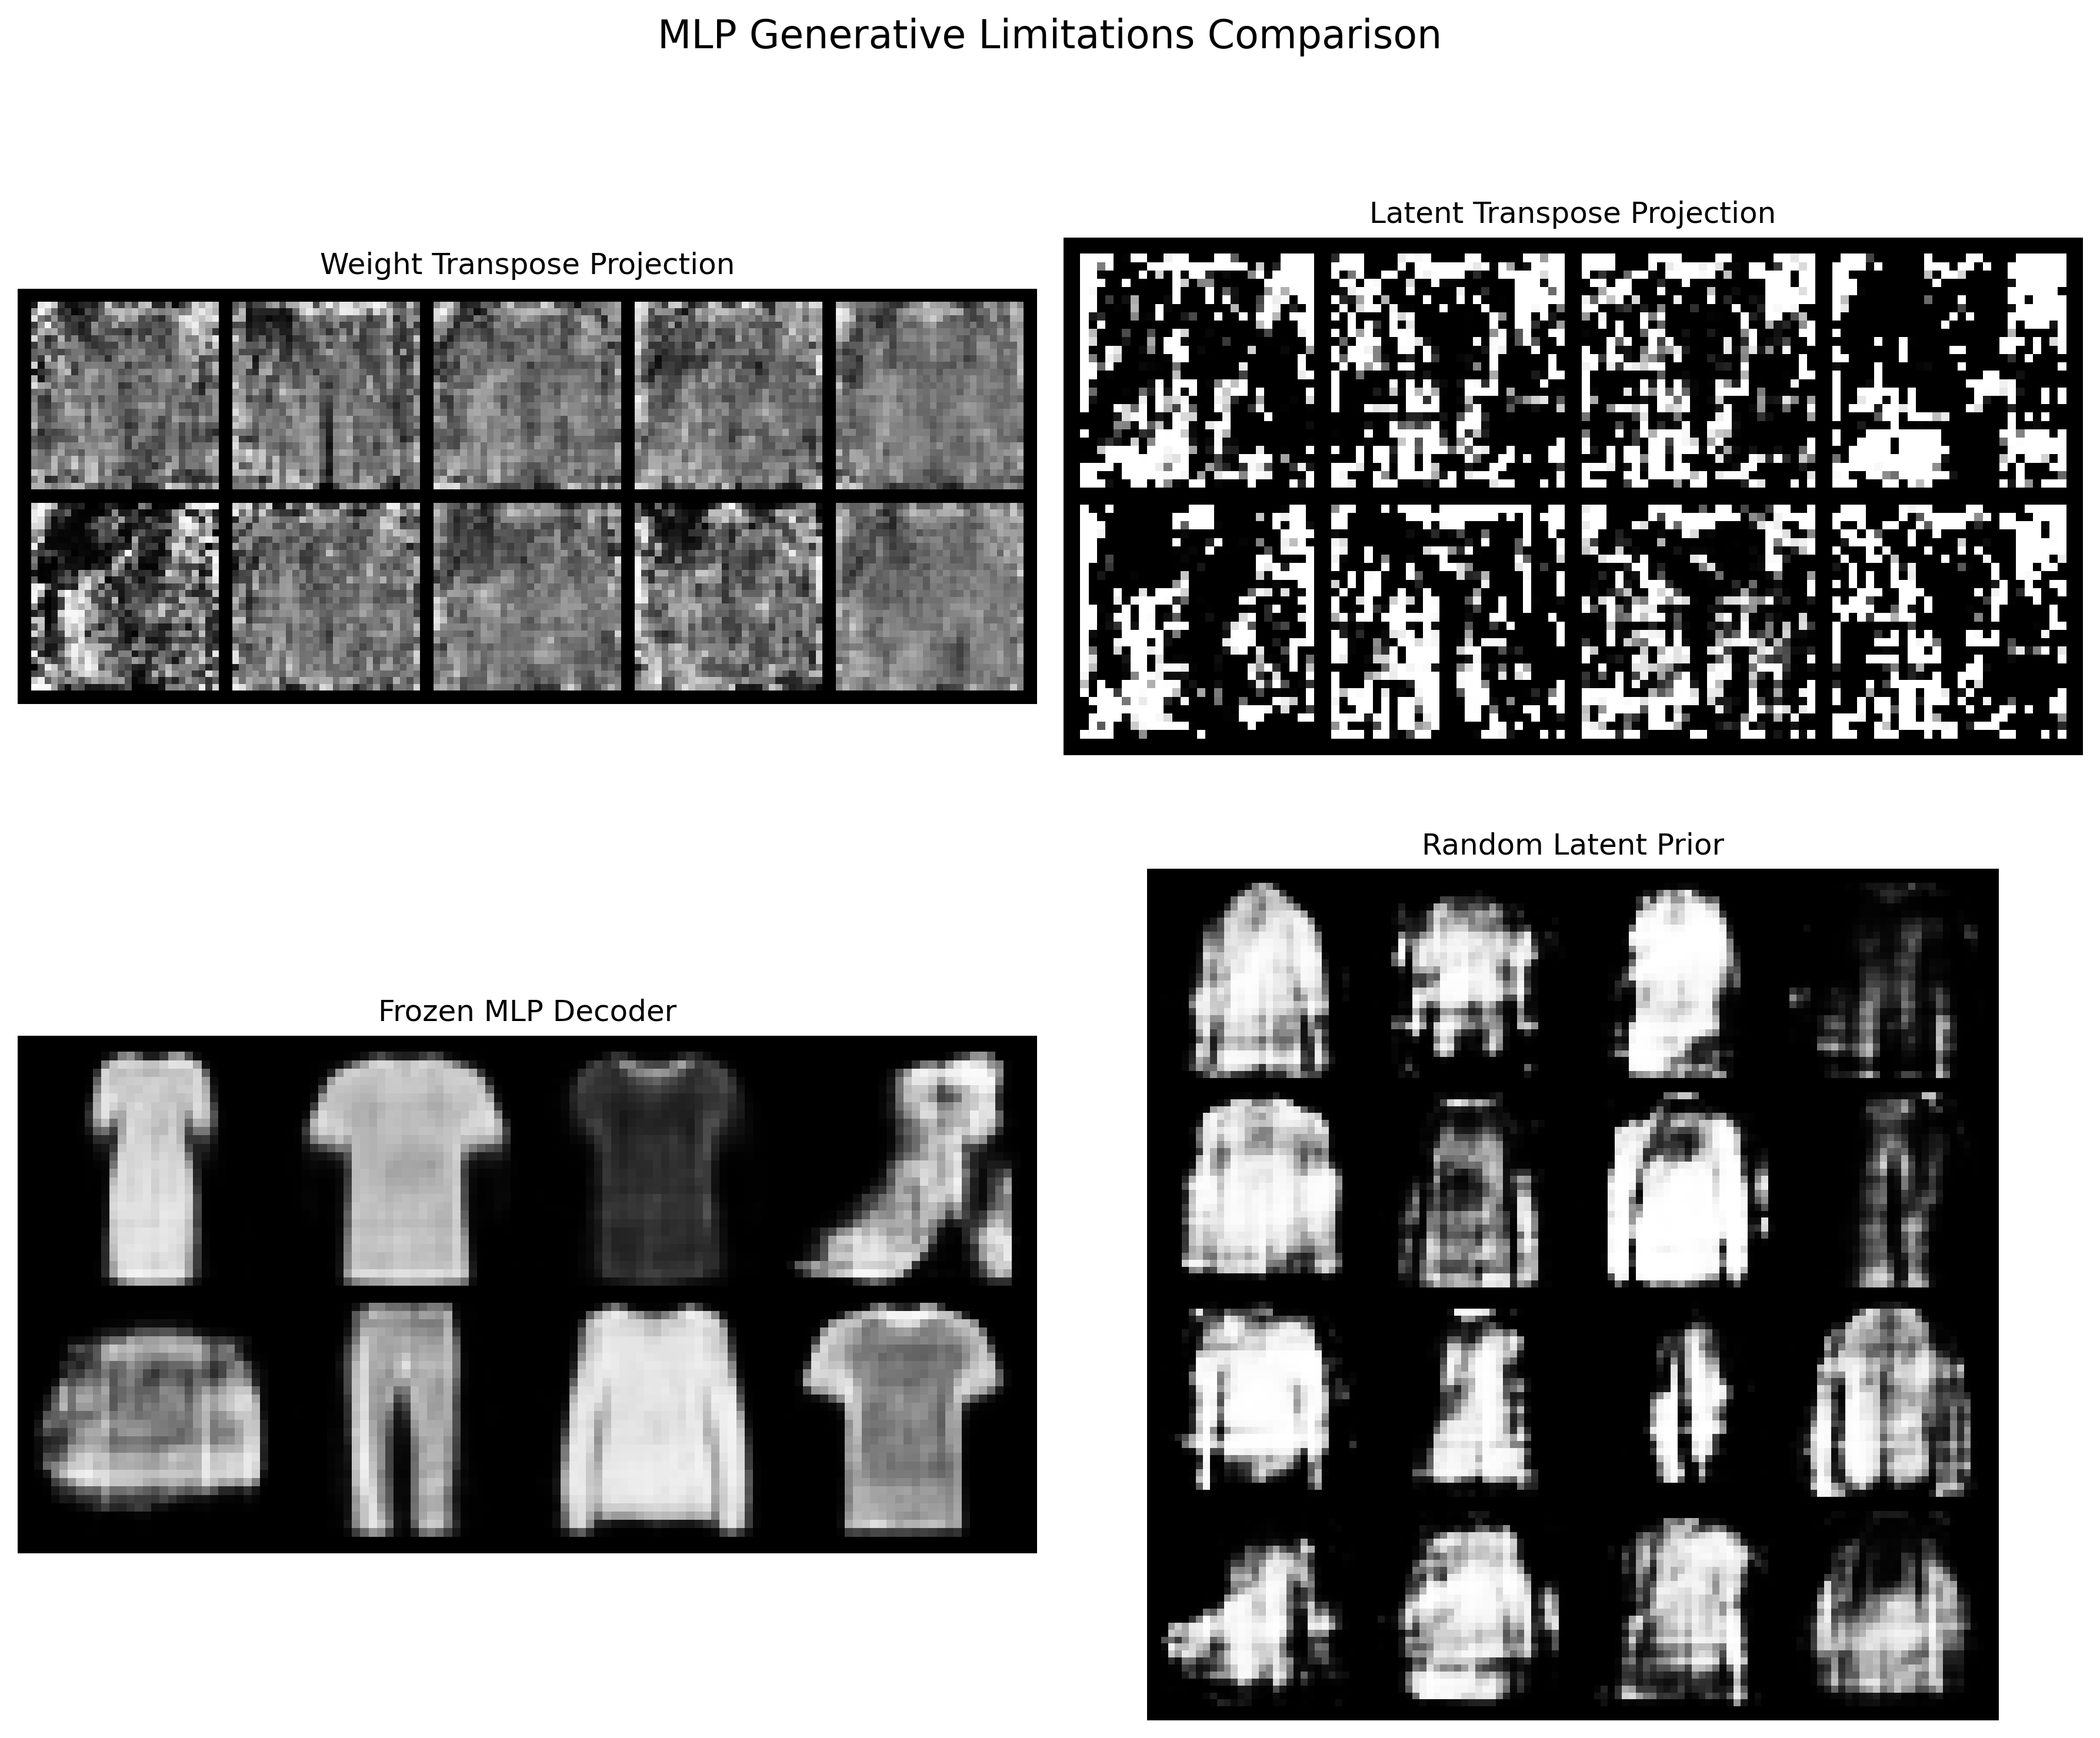 MLP Generative Limitations Comparison
Weight Transpose Projection
Latent Transpose Projection
Frozen MLP Decoder
Random Latent Prior